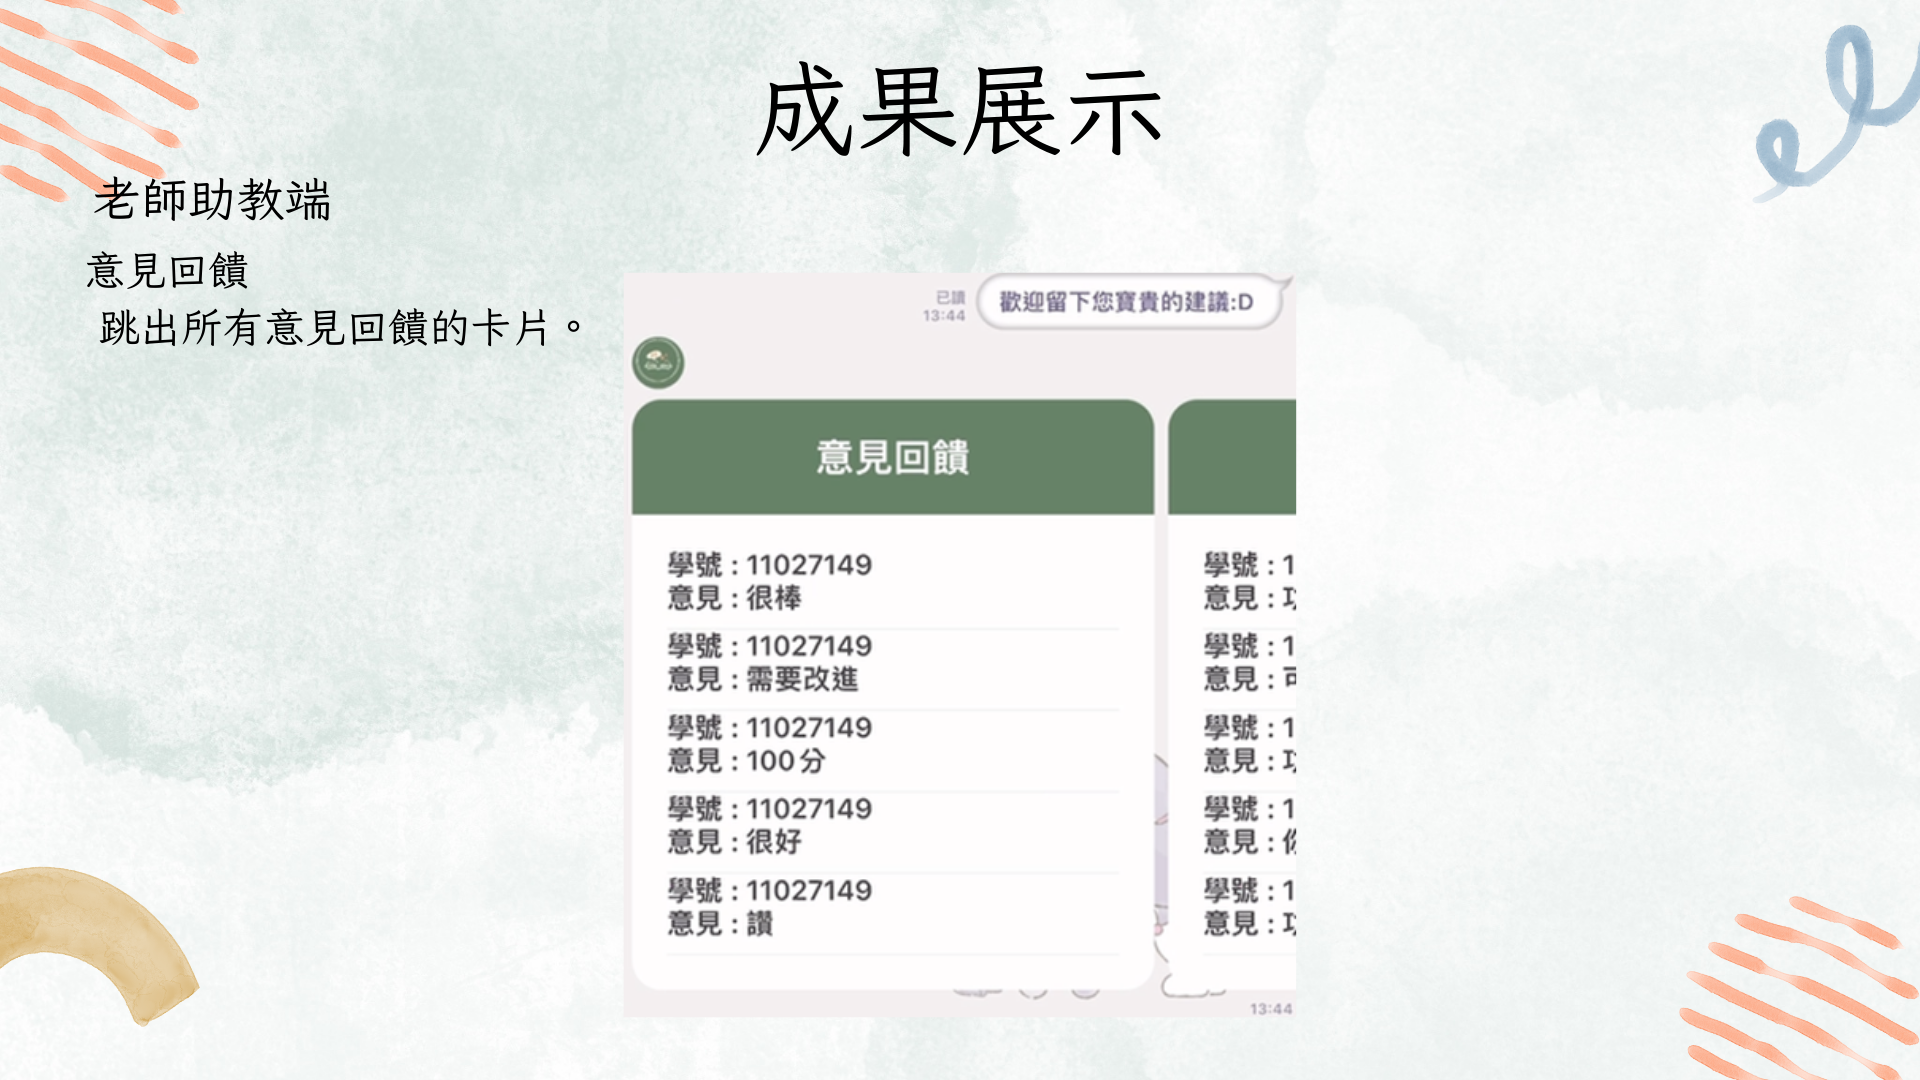 成果展示
老師助教端
意見回饋
跳出所有意見回饋的卡片。
已讀
13:44
歡迎留下您寶貴的建議:D
意見回饋
學號:11027149
意見:很棒
學號:11027149
意見:需要改進
學號:11027149
意見:100分
學號:11027149
意見:很好
學號:11027149
意見:讚
學號:1
意見:
學號:1
意見:
學號:1
意見:
學號:1
意見:
學號:1
意見:
13:44